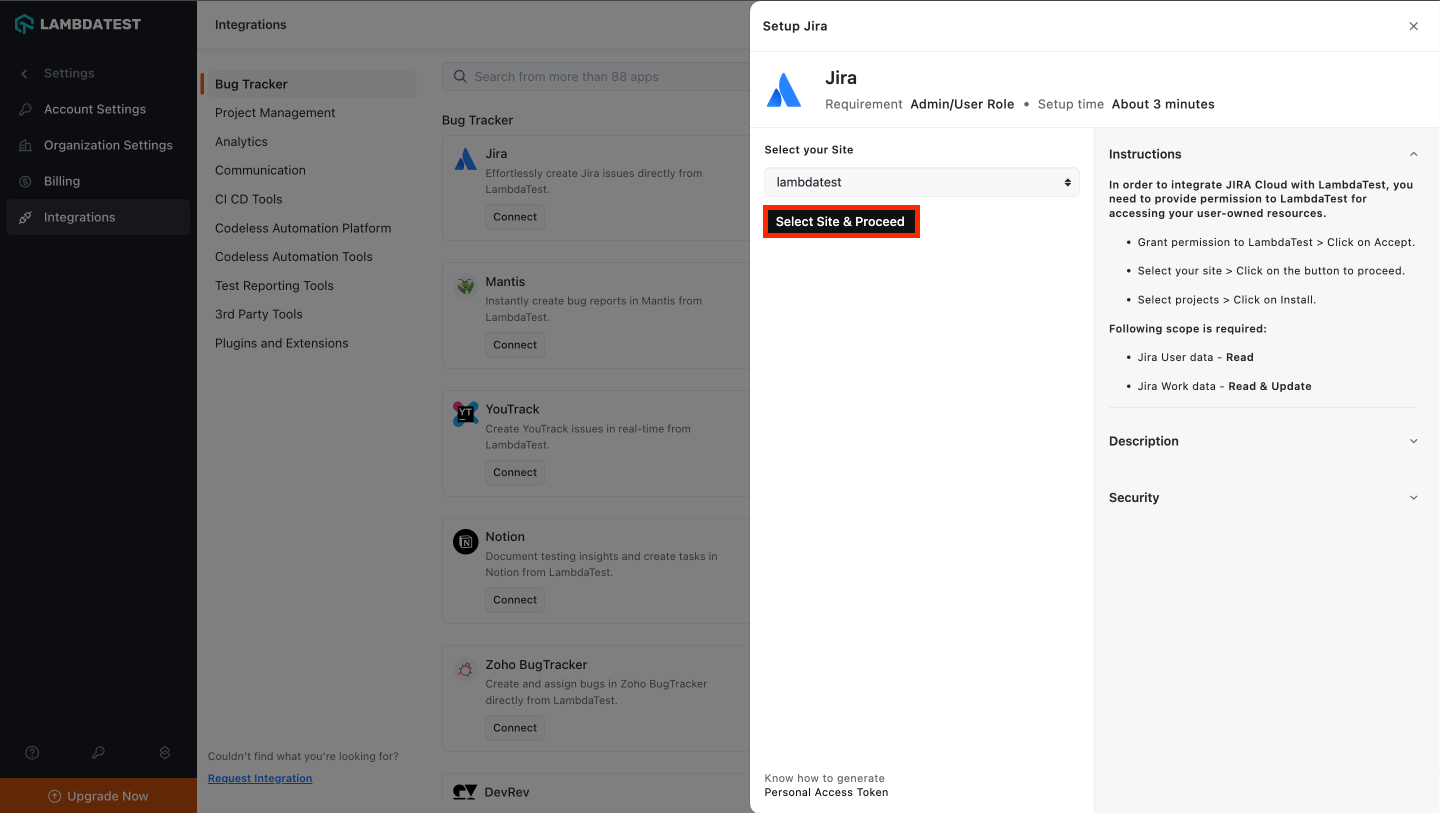 LAMBDATEST
Settings
Account Settings
Organization Settings
Billing
Integrations
Upgrade Now
Integrations
Bug Tracker
Project Management
Analytics
Communication
CI CD Tools
Codeless Automation Platform
Codeless Automation Tools
Test Reporting Tools
3rd Party Tools
Plugins and Extensions
Couldn't find what you're looking for?
Request Integration
Search from more than 88 apps
Bug Tracker
Jira
Effortlessly create Jira issues directly from
LambdaTest.
Connect
Mantis
Instantly create bug reports in Mantis from
LambdaTest.
Connect
YT
YouTrack
Create YouTrack issues in real-time from
LambdaTest.
Connect
Notion
Document testing insights and create tasks in
Notion from LambdaTest.
Connect
Zoho BugTracker
Create and assign bugs in Zoho BugTracker
directly from LambdaTest.
Connect
DevRev
Setup Jira
Jira
Requirement Admin/User Role • Setup time About 3 minutes
Select your Site
lambdatest
Select Site & Proceed
Know how to generate
Personal Access Token
Instructions
In order to integrate JIRA Cloud with LambdaTest, you
need to provide permission to LambdaTest for
accessing your user-owned resources.
• Grant permission to LambdaTest > Click on Accept.
• Select your site > Click on the button to proceed.
• Select projects > Click on Install.
Following scope is required:
• Jira User data - Read
• Jira Work data - Read & Update
Description
Security